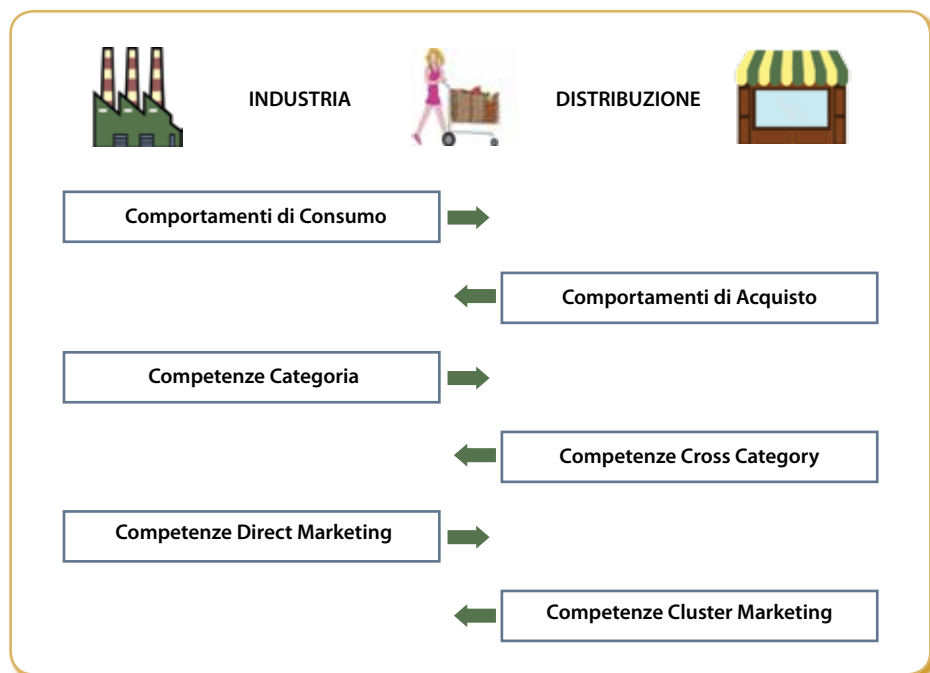 INDUSTRIA
DISTRIBUZIONE
Comportamenti di Consumo
Comportamenti di Acquisto
Competenze Categoria
Competenze Cross Category
Competenze Direct Marketing
Competenze Cluster Marketing